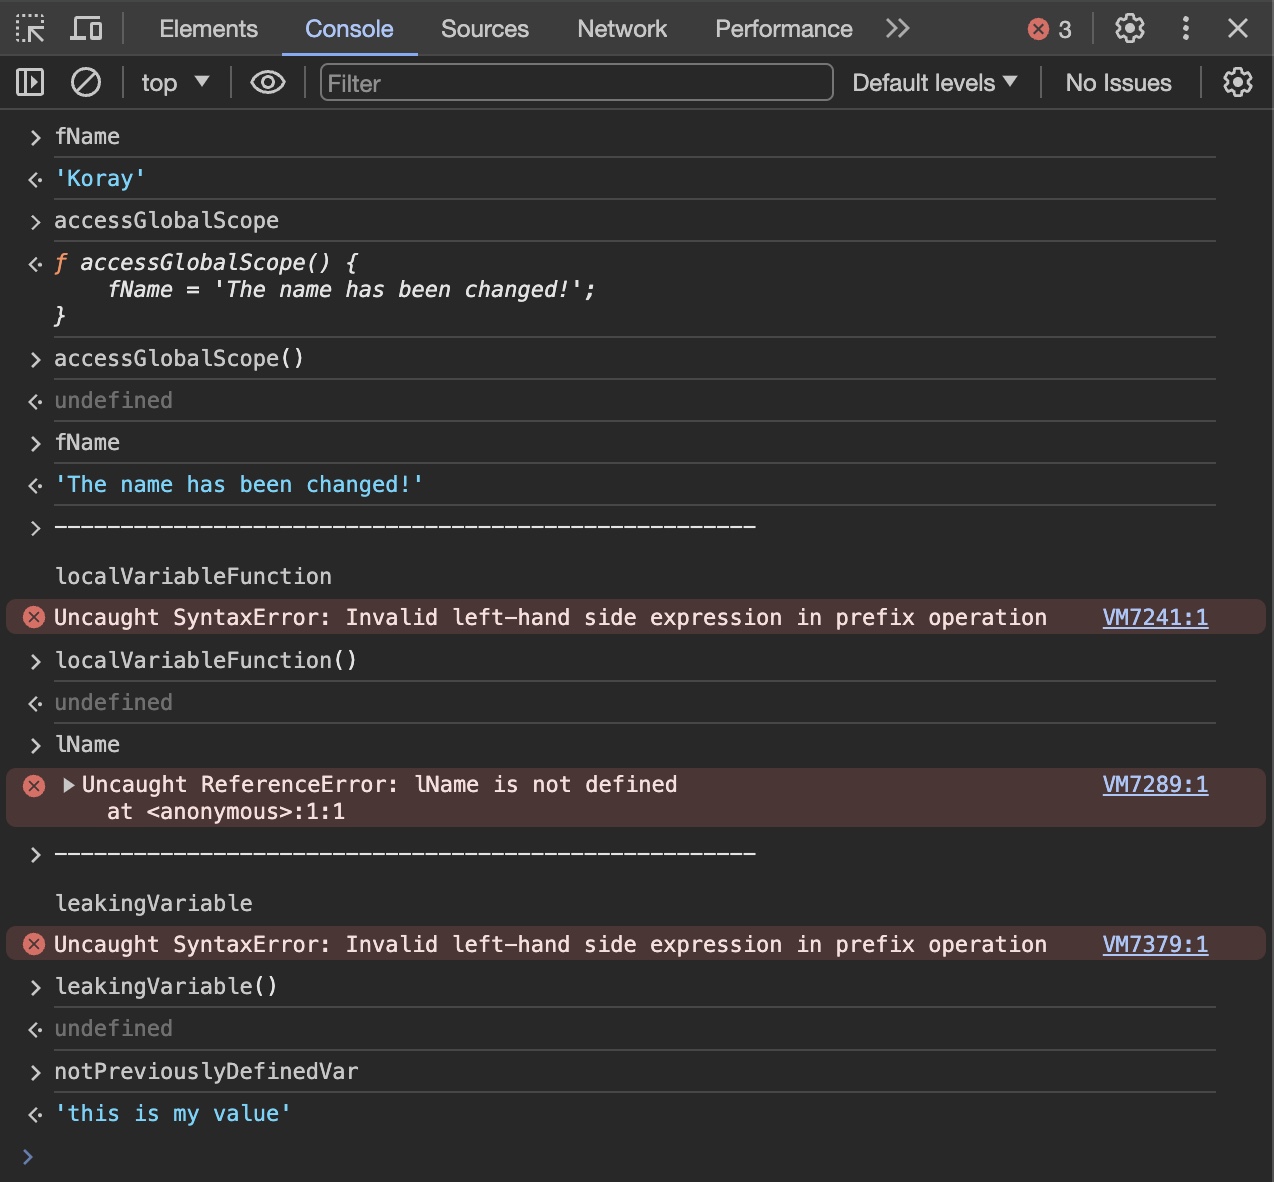 Elements Console Sources Network Performance 3
top Filter Default levels No Issues
fName
'Koray'
accessGlobalScope
ƒ accessGlobalScope() {
fName = 'The name has been changed!';
}
accessGlobalScope()
undefined
fName
'The name has been changed!'
-----------------------------------------------------
localVariableFunction
Uncaught SyntaxError: Invalid left-hand side expression in prefix operation VM7241:1
localVariableFunction()
undefined
lName
Uncaught ReferenceError: lName is not defined VM7289:1
at <anonymous>:1:1
-----------------------------------------------------
leakingVariable
Uncaught SyntaxError: Invalid left-hand side expression in prefix operation VM7379:1
leakingVariable()
undefined
notPreviouslyDefinedVar
'this is my value'